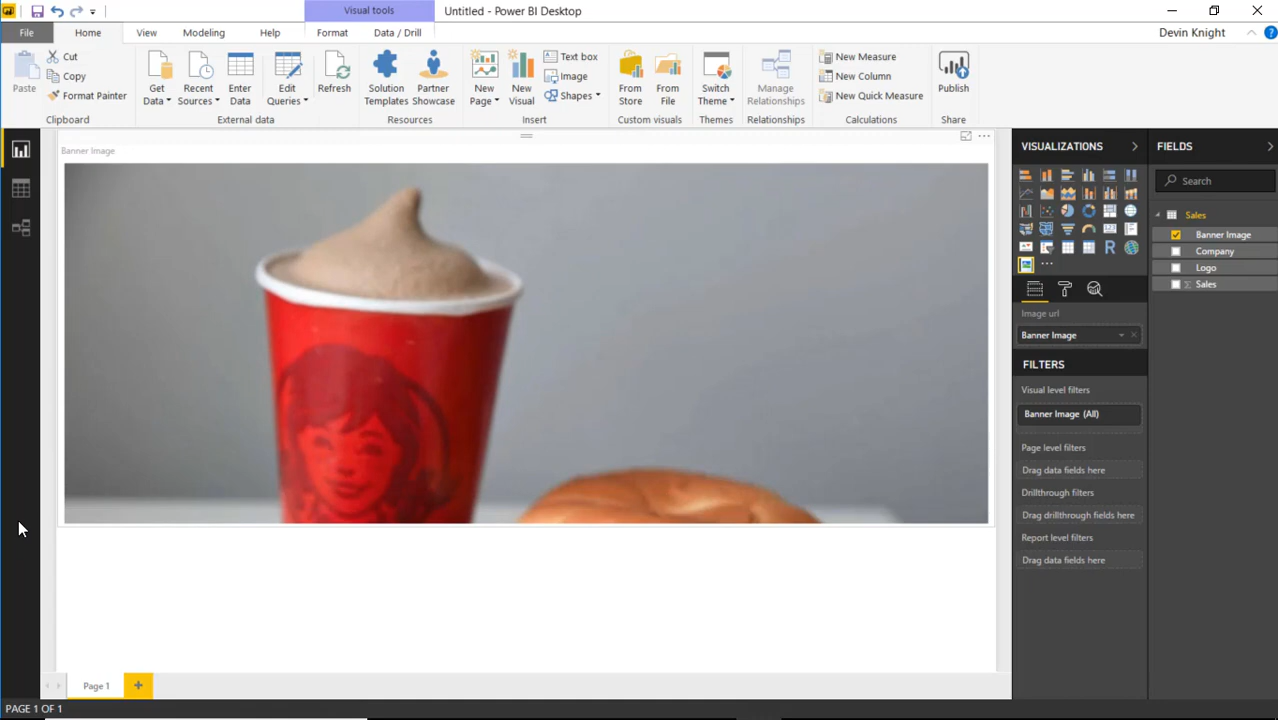 Visual tools
Untitled - Power BI Desktop
File
Home
View
Modeling
Help
Format
Data / Drill
Devin Knight
Paste
Cut
Copy
Format Painter
Clipboard
Get Data
Recent Sources
Enter Data
Edit Queries
Refresh
External data
Solution Templates
Partner Showcase
Resources
New Page
New Visual
Text box
Image
Shapes
Insert
From Store
From File
Custom visuals
Switch Theme
Themes
Manage Relationships
Relationships
New Measure
New Column
New Quick Measure
Calculations
Publish
Share
Banner Image
VISUALIZATIONS
R
Image url
Banner Image
FILTERS
Visual level filters
Banner Image (All)
Page level filters
Drag data fields here
Drillthrough filters
Drag drillthrough fields here
Report level filters
Drag data fields here
FIELDS
Search
Sales
Banner Image
Company
Logo
Σ Sales
Page 1
PAGE 1 OF 1